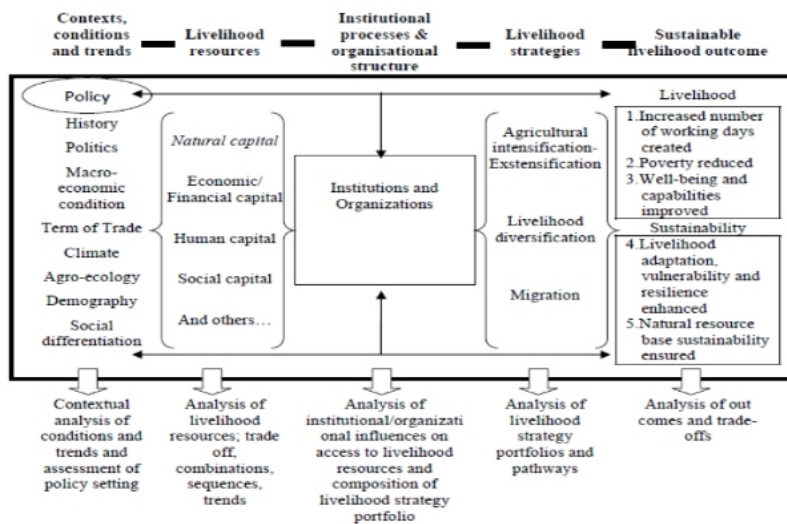 Contexts,
conditions
and trends
Livelihood
resources
Institutional
processes &
organisational
structure
Livelihood
strategies
Sustainable
livelihood outcome
Policy
History
Politics
Macro-
economic
condition
Term of Trade
Climate
Agro-ecology
Demography
Social
differentiation
Natural capital
Economic/
Financial capital
Human capital
Social capital
And others…
Institutions and
Organizations
Agricultural
intensification-
Exstensification
Livelihood
diversification
Migration
Livelihood
1.Increased number
of working days
created
2.Poverty reduced
3.Well-being and
capabilities
improved
Sustainability
4.Livelihood
adaptation,
vulnerability and
resilience
enhanced
5.Natural resource
base sustainability
ensured
Contextual
analysis of
conditions and
trends and
assessment of
policy setting
Analysis of
livelihood
resources; trade
off,
combinations,
sequences,
trends
Analysis of
institutional/organizati
onal influences on
access to livelihood
resources and
composition of
livelihood strategy
portfolio
Analysis of
livelihood
strategy
portfolios and
pathways
Analysis of out
comes and trade-
offs